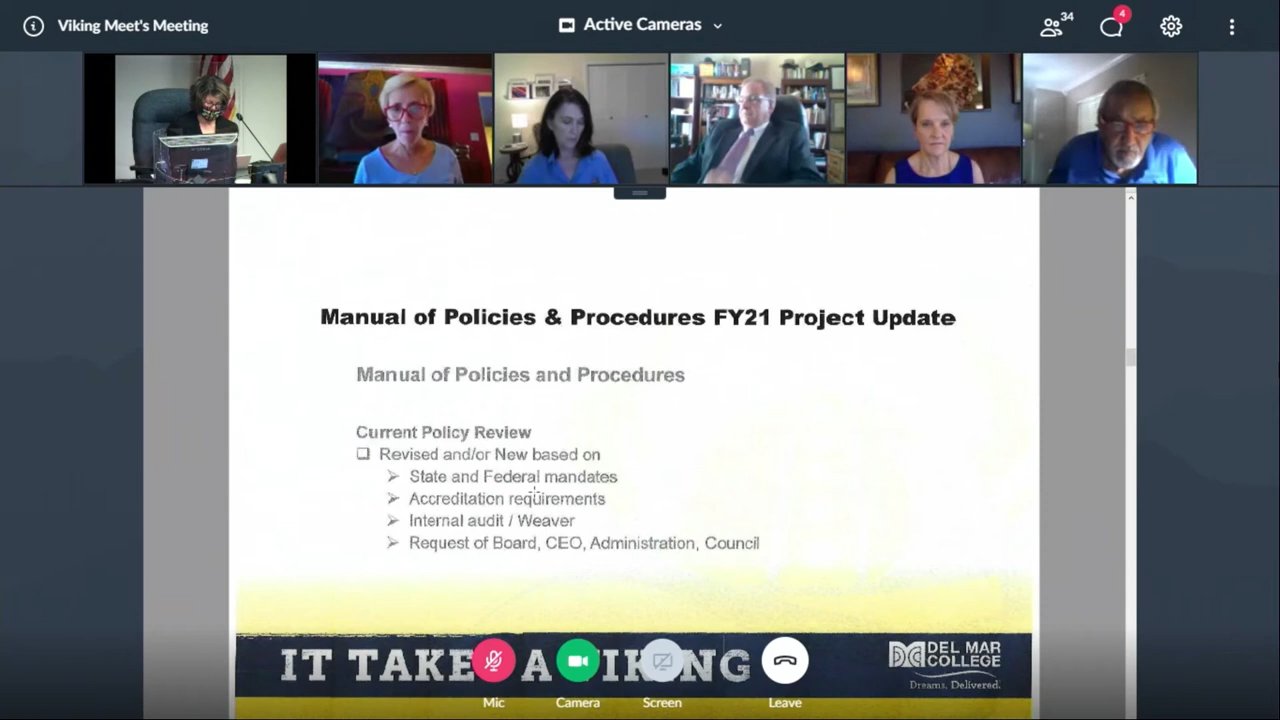 Viking Meet's Meeting
Active Cameras
34
4
Manual of Policies & Procedures FY21 Project Update
Manual of Policies and Procedures
Current Policy Review
Revised and/or New based on
State and Federal mandates
Accreditation requirements
Internal audit / Weaver
Request of Board, CEO, Administration, Council
IT TAKE A IKING
DEL MAR
COLLEGE
Dreams, Delivered.
Mic
Camera
Screen
Leave